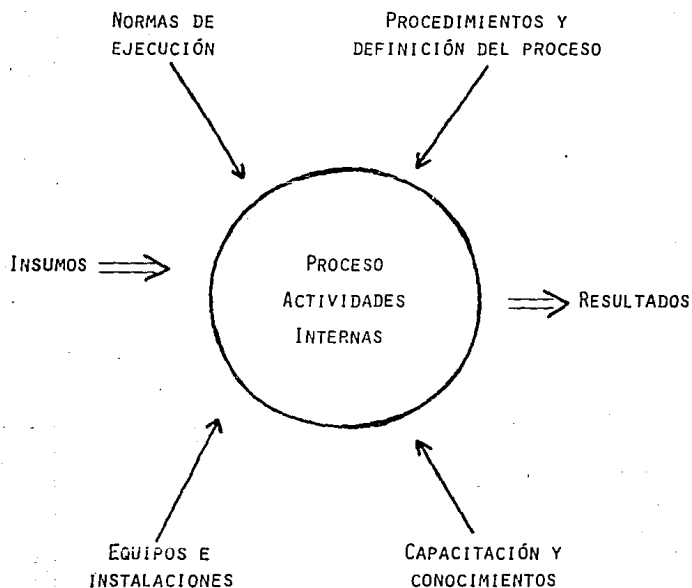 NORMAS DE
EJECUCIÓN
PROCEDIMIENTOS Y
DEFINICIÓN DEL PROCESO
INSUMOS
PROCESO
ACTIVIDADES
INTERNAS
RESULTADOS
EQUIPOS E
INSTALACIONES
CAPACITACIÓN Y
CONOCIMIENTOS